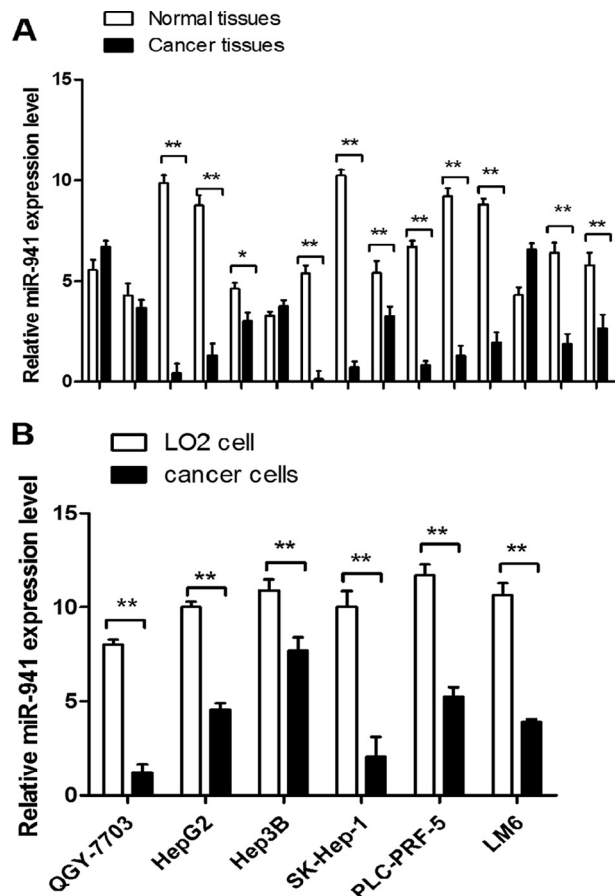 A
Normal tissues
Cancer tissues
Relative miR-941 expression level
15
10
5
0
** ** * ** ** ** ** ** ** ** **
B
LO2 cell
cancer cells
Relative miR-941 expression level
15
10
5
0
** ** ** ** ** **
QGY-7703
HepG2
Hep3B
SK-Hep-1
PLC-PRF-5
LM6